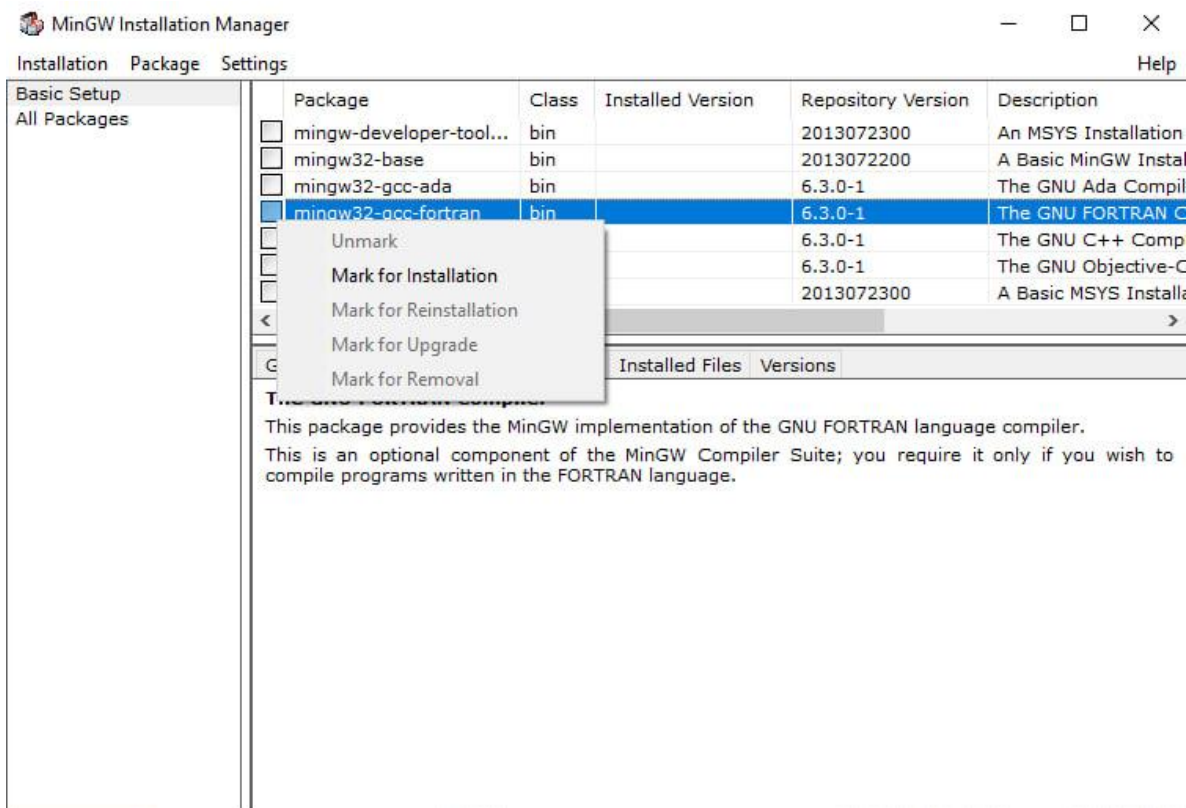 MinGW Installation Manager
Installation Package Settings Help
Basic Setup
All Packages
Package Class Installed Version Repository Version Description
mingw-developer-tool... bin 2013072300 An MSYS Installation
mingw32-base bin 2013072200 A Basic MinGW Instal
mingw32-gcc-ada bin 6.3.0-1 The GNU Ada Compil
mingw32-gcc-fortran bin 6.3.0-1 The GNU FORTRAN C
6.3.0-1 The GNU C++ Comp
6.3.0-1 The GNU Objective-C
2013072300 A Basic MSYS Installa
Unmark
Mark for Installation
Mark for Reinstallation
Mark for Upgrade
Mark for Removal
G Installed Files Versions
The GNU FORTRAN Compiler
This package provides the MinGW implementation of the GNU FORTRAN language compiler.
This is an optional component of the MinGW Compiler Suite; you require it only if you wish to
compile programs written in the FORTRAN language.